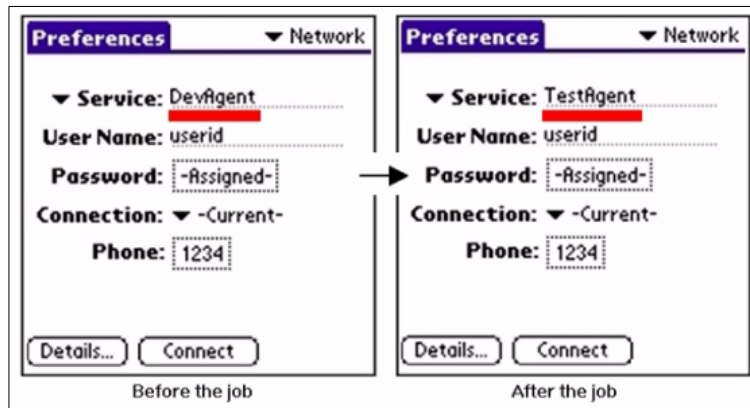 Preferences ▼ Network
▼ Service: DevAgent
User Name: userid
Password: -Assigned-
Connection: ▼ -Current-
Phone: 1234
Details... Connect
Before the job
Preferences ▼ Network
▼ Service: TestAgent
User Name: userid
Password: -Assigned-
Connection: ▼ -Current-
Phone: 1234
Details... Connect
After the job